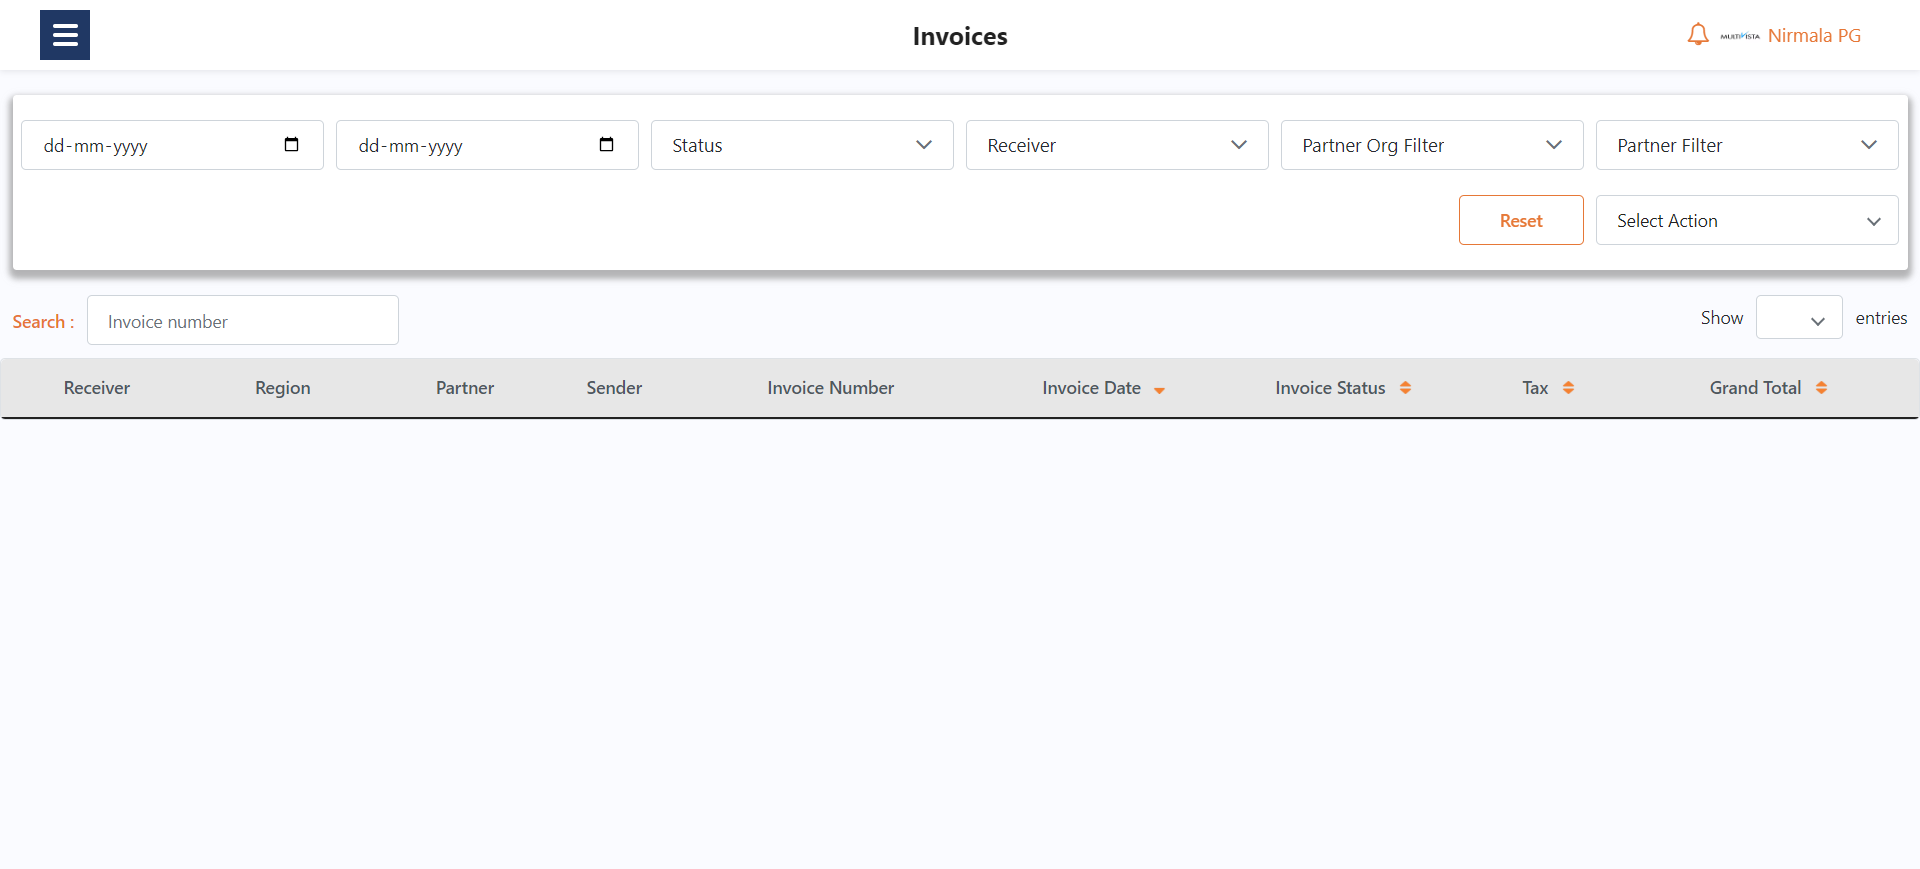 Invoices
MULTIVISTA Nirmala PG
dd-mm-yyyy dd-mm-yyyy Status Receiver Partner Org Filter Partner Filter
Reset Select Action
Search : Invoice number Show entries
Receiver Region Partner Sender Invoice Number Invoice Date Invoice Status Tax Grand Total